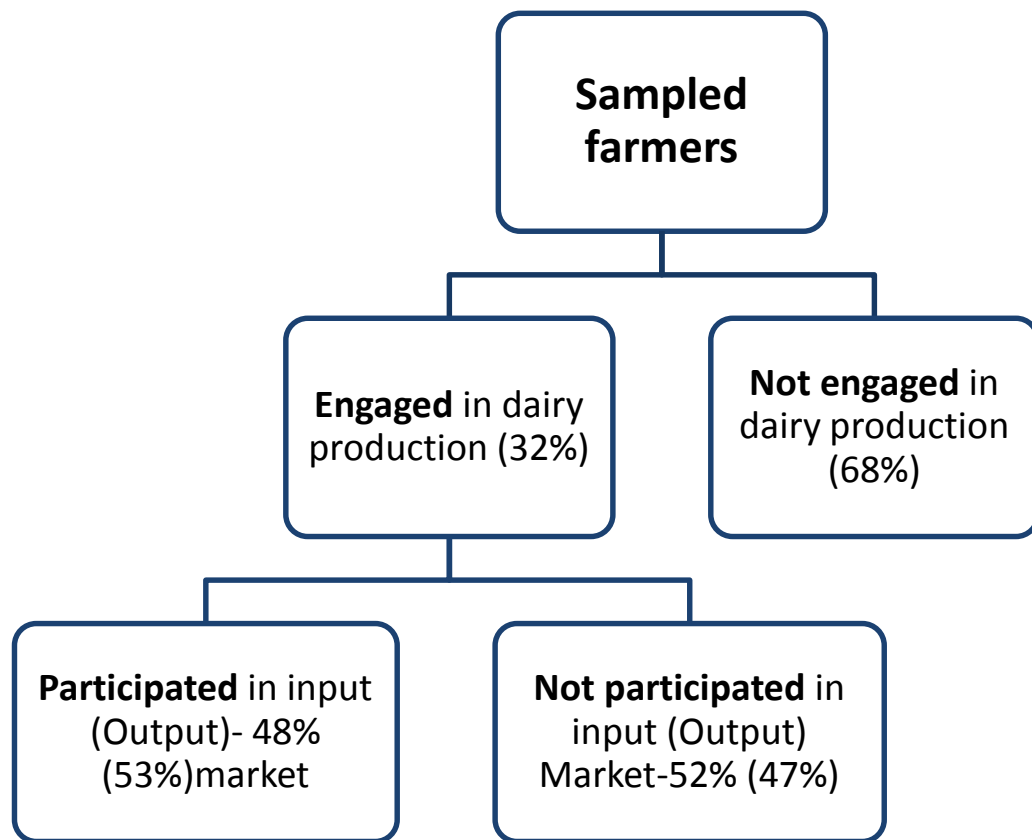 Sampled
farmers
Engaged in dairy
production (32%)
Not engaged in
dairy production
(68%)
Participated in input
(Output)- 48%
(53%)market
Not participated in
input (Output)
Market-52% (47%)